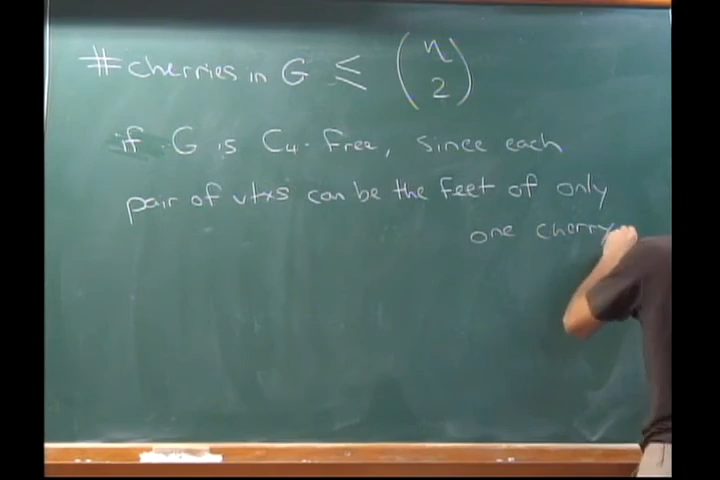 # cherries in G ≤ (n 2)
if G is C₄-free, since each
pair of vtxs can be the feet of only
one cherry